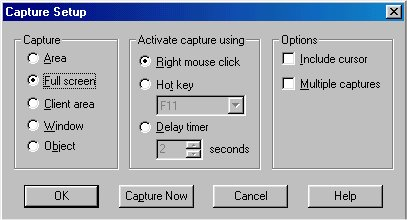 Capture Setup
Capture
Area
Full screen
Client area
Window
Object
Activate capture using
Right mouse click
Hot key
F11
Delay timer
2 seconds
Options
Include cursor
Multiple captures
OK
Capture Now
Cancel
Help